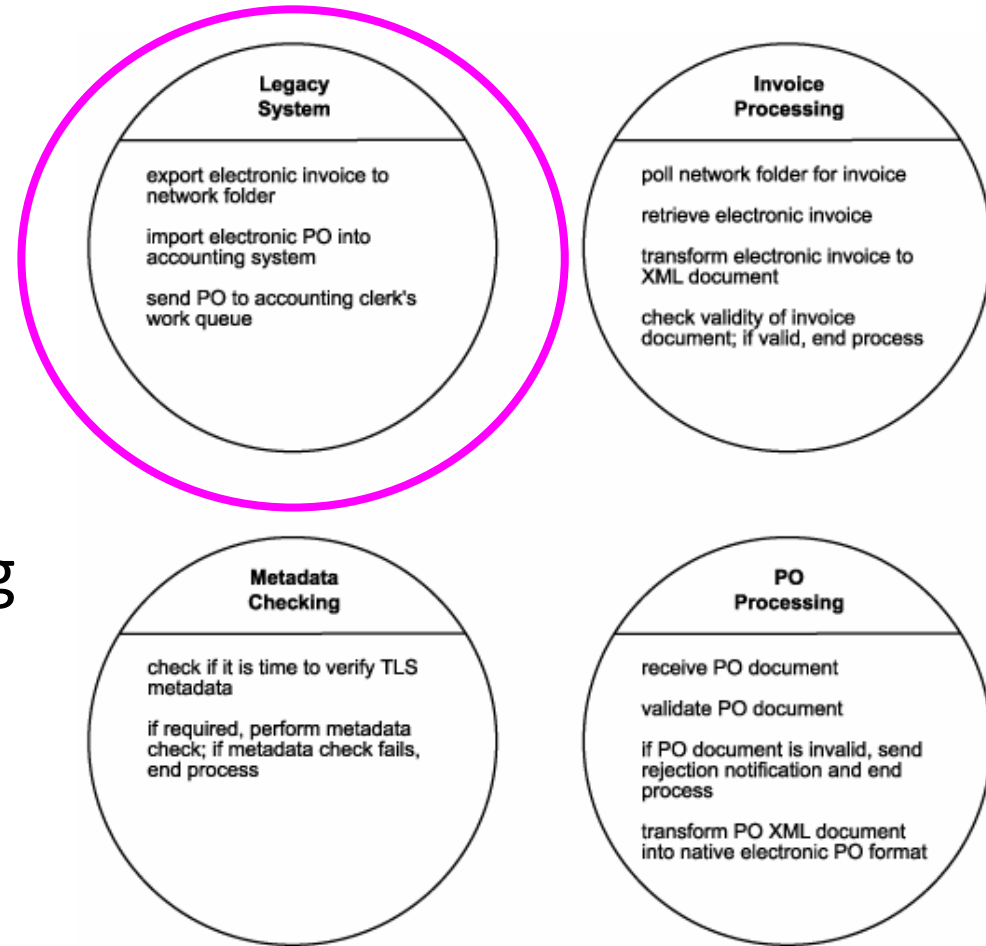 Legacy
System
export electronic invoice to
network folder
import electronic PO into
accounting system
send PO to accounting clerk's
work queue
Invoice
Processing
poll network folder for invoice
retrieve electronic invoice
transform electronic invoice to
XML document
check validity of invoice
document; if valid, end process
g
Metadata
Checking
check if it is time to verify TLS
metadata
if required, perform metadata
check; if metadata check fails,
end process
PO
Processing
receive PO document
validate PO document
if PO document is invalid, send
rejection notification and end
process
transform PO XML document
into native electronic PO format